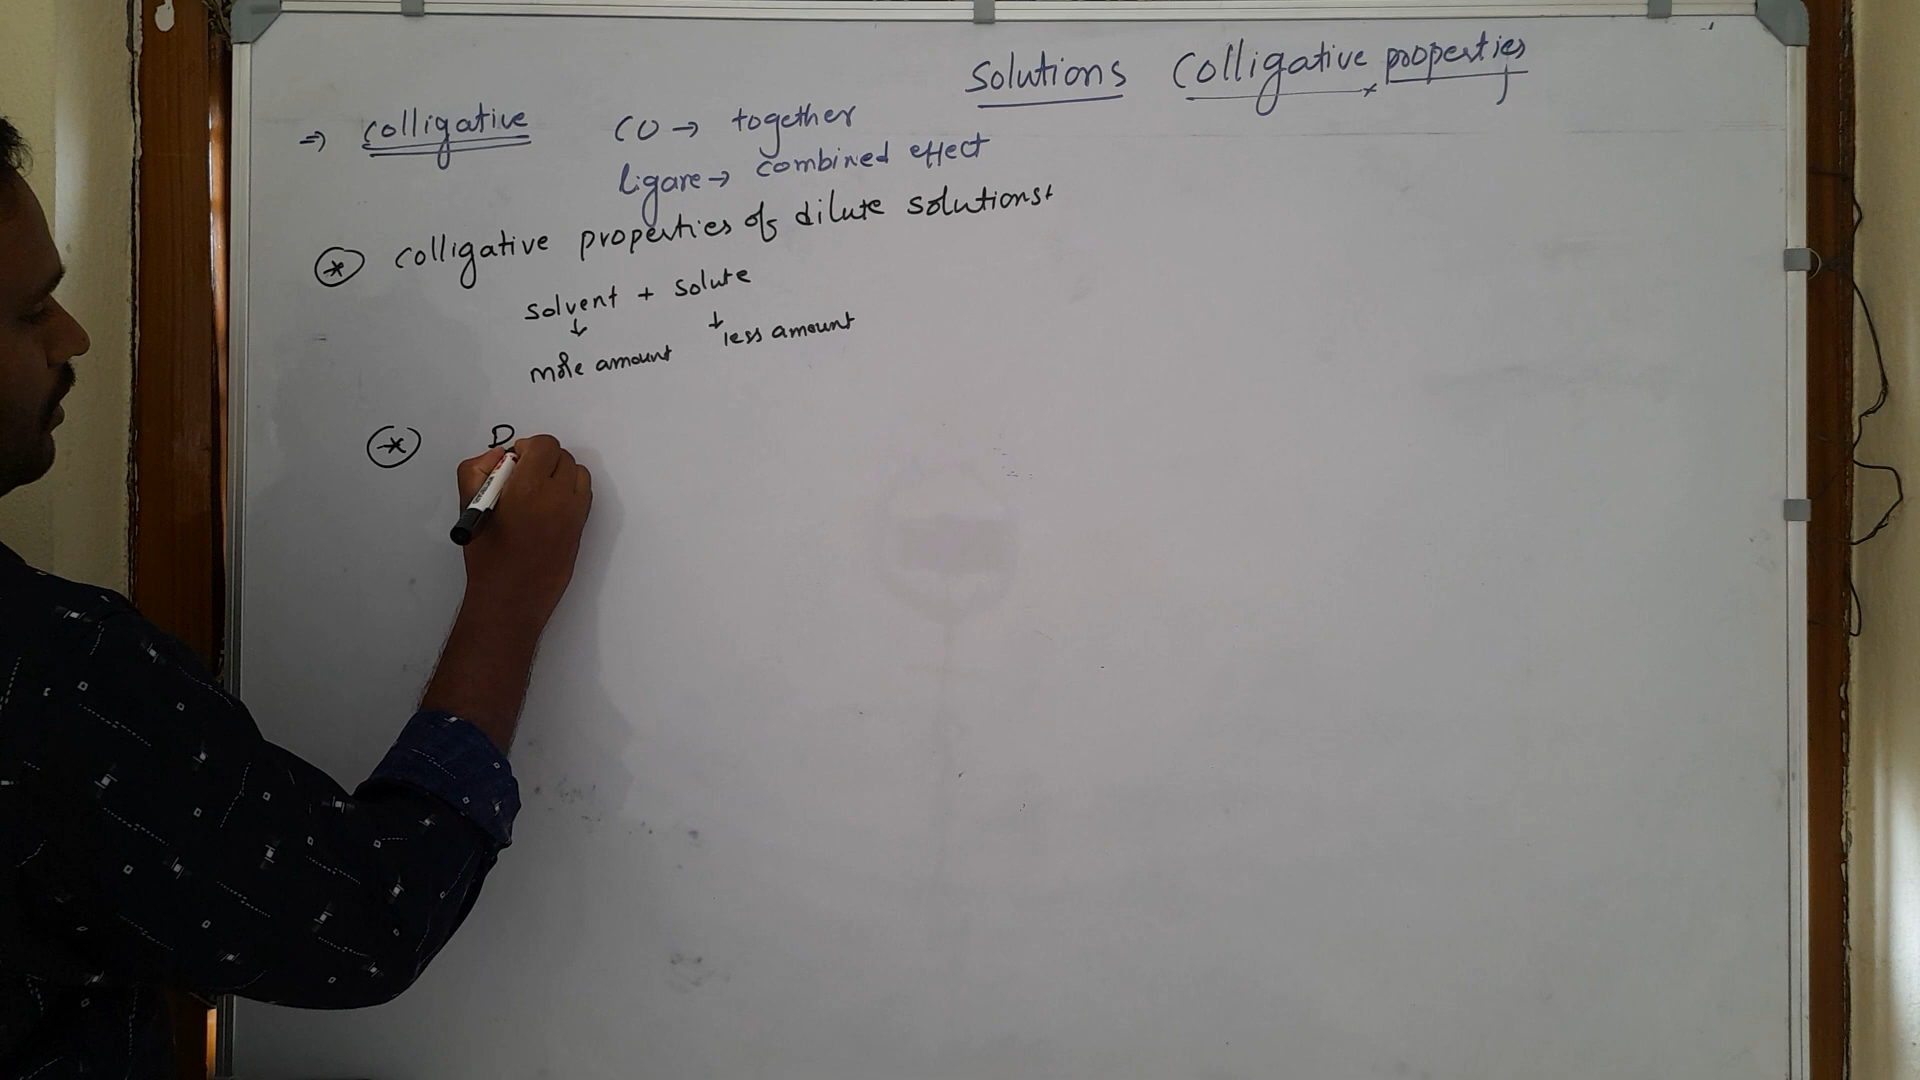 Solutions Colligative properties
⇒ colligative CO → together
ligare → combined effect
* colligative properties of dilute solutions.
solvent + solute
↓ ↓
more amount less amount
* D